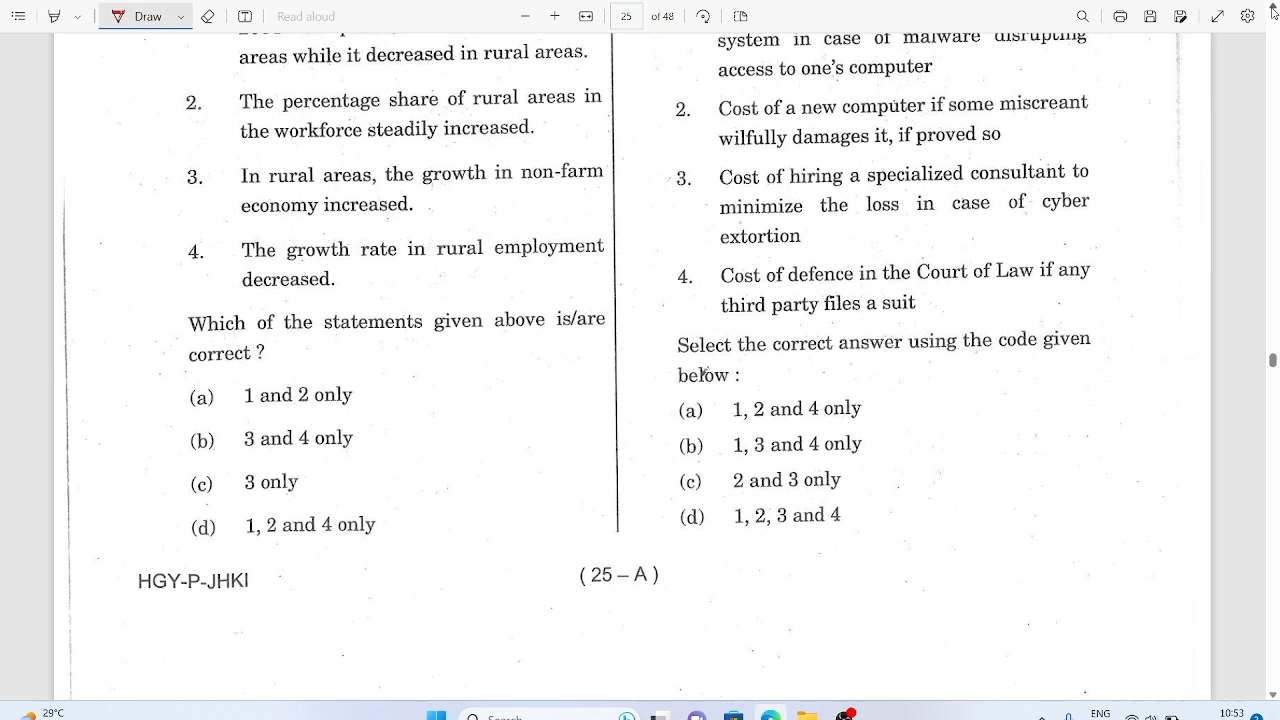 Draw
Read aloud
25
of 48
areas while it decreased in rural areas.
2. The percentage share of rural areas in
the workforce steadily increased.
3. In rural areas, the growth in non-farm
economy increased.
4. The growth rate in rural employment
decreased.
Which of the statements given above is/are
correct ?
(a) 1 and 2 only
(b) 3 and 4 only
(c) 3 only
(d) 1, 2 and 4 only
system in case of malware disrupting
access to one's computer
2. Cost of a new computer if some miscreant
wilfully damages it, if proved so
3. Cost of hiring a specialized consultant to
minimize the loss in case of cyber
extortion
4. Cost of defence in the Court of Law if any
third party files a suit
Select the correct answer using the code given
below :
(a) 1, 2 and 4 only
(b) 1, 3 and 4 only
(c) 2 and 3 only
(d) 1, 2, 3 and 4
HGY-P-JHKI
( 25 – A )
29°C
Search
ENG
10:53